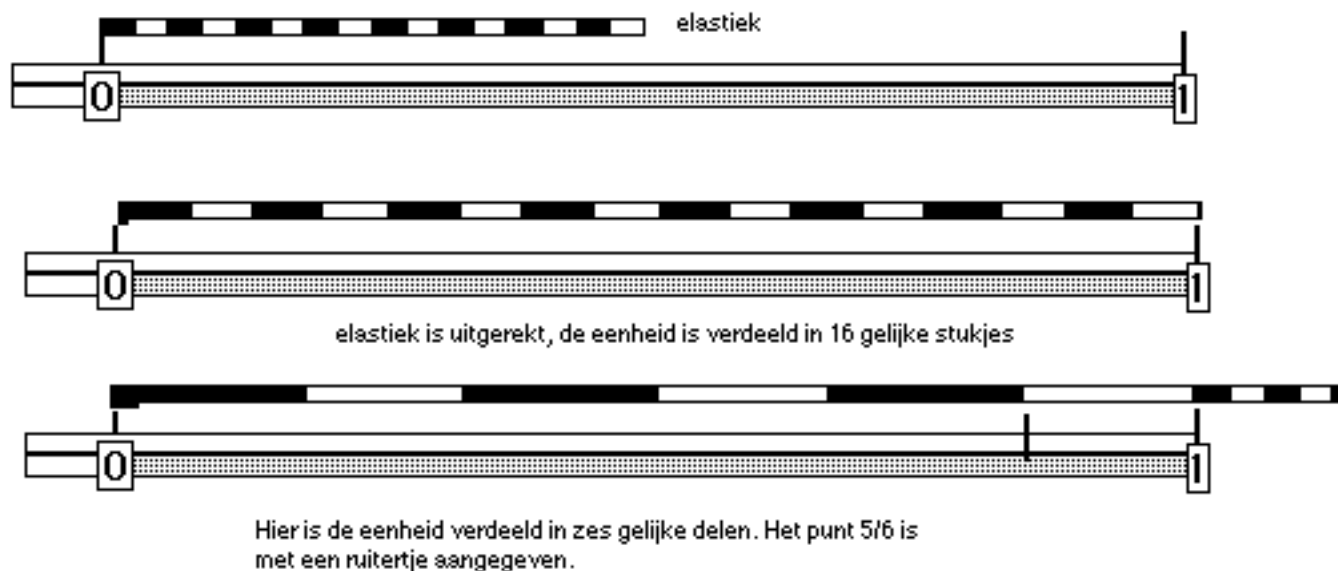 elastiek
0 1
0 1
elastiek is uitgerekt, de eenheid is verdeeld in 16 gelijke stukjes
0 1
Hier is de eenheid verdeeld in zes gelijke delen. Het punt 5/6 is
met een ruitertje aangegeven.